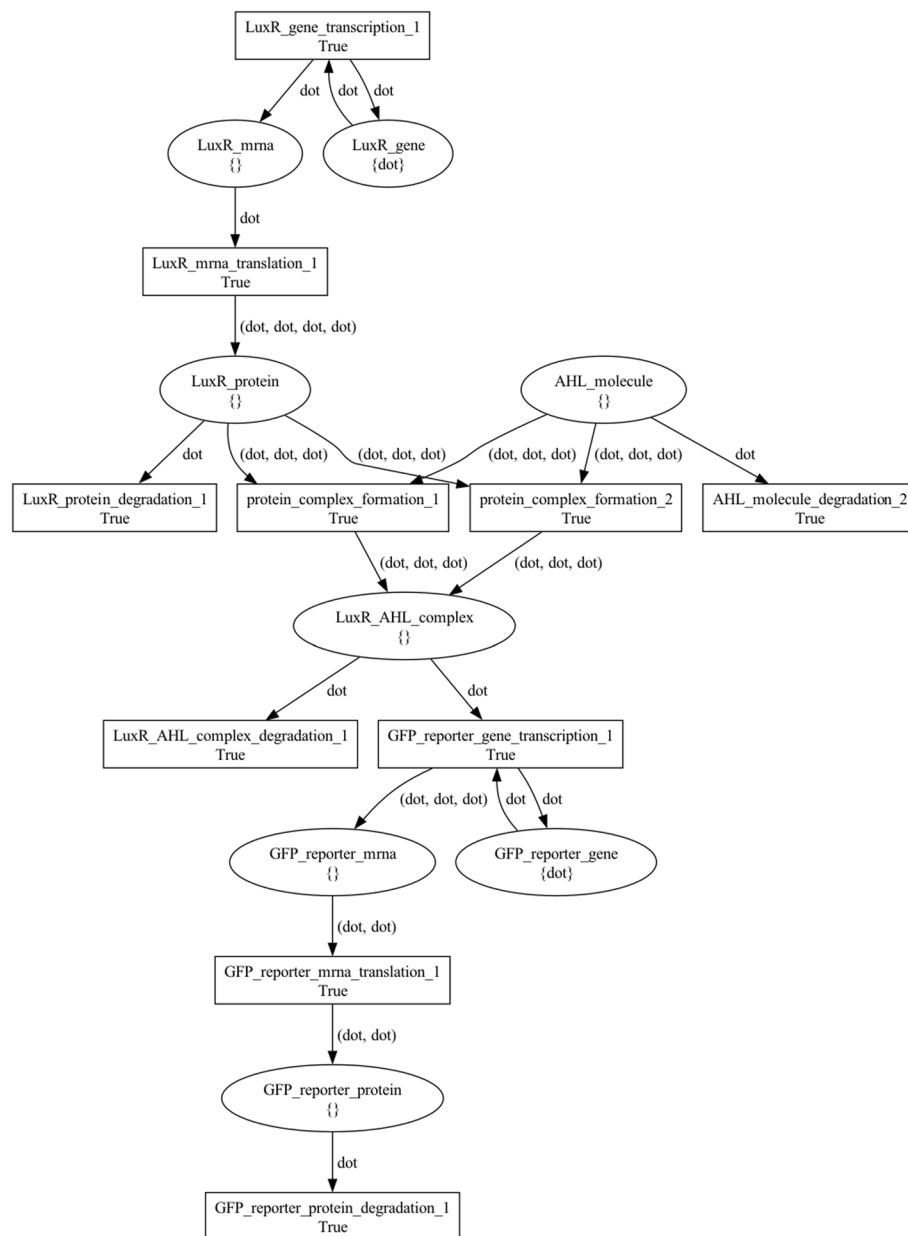 LuxR_gene_transcription_1
True
dot
dot
dot
LuxR_mrna
{}
LuxR_gene
{dot}
dot
LuxR_mrna_translation_1
True
(dot, dot, dot, dot)
LuxR_protein
{}
AHL_molecule
{}
dot
(dot, dot, dot)
(dot, dot, dot)
(dot, dot, dot)
(dot, dot, dot)
dot
LuxR_protein_degradation_1
True
protein_complex_formation_1
True
protein_complex_formation_2
True
AHL_molecule_degradation_2
True
(dot, dot, dot)
(dot, dot, dot)
LuxR_AHL_complex
{}
dot
dot
LuxR_AHL_complex_degradation_1
True
GFP_reporter_gene_transcription_1
True
(dot, dot, dot)
dot
dot
GFP_reporter_mrna
{}
GFP_reporter_gene
{dot}
(dot, dot)
GFP_reporter_mrna_translation_1
True
(dot, dot)
GFP_reporter_protein
{}
dot
GFP_reporter_protein_degradation_1
True